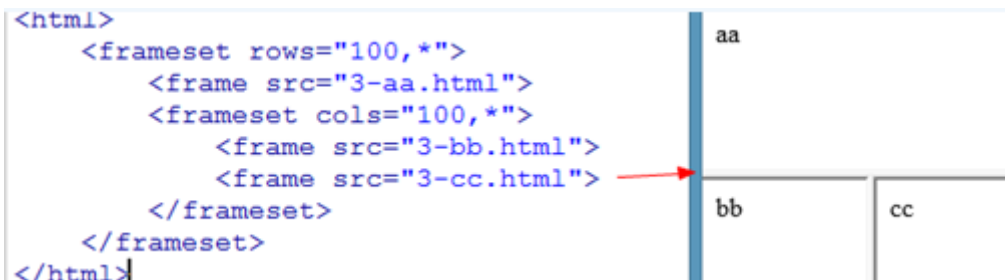 <html>
<frameset rows="100,*">
<frame src="3-aa.html">
<frameset cols="100,*">
<frame src="3-bb.html">
<frame src="3-cc.html">
</frameset>
</frameset>
</html>
aa
bb
cc